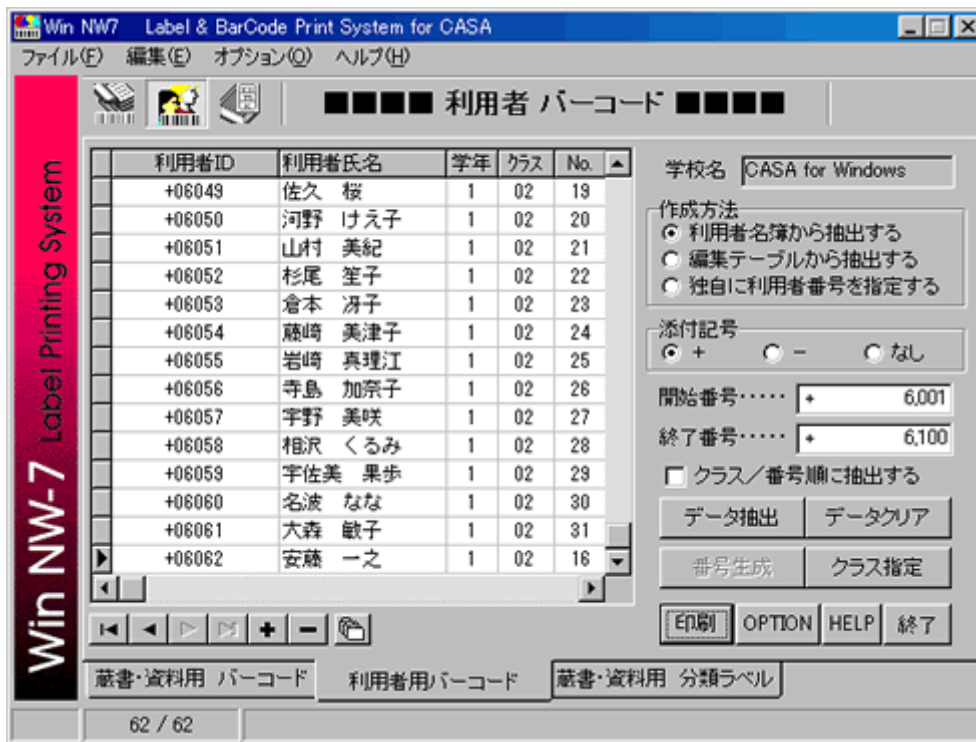 Win NW7 Label & BarCode Print System for CASA
ファイル(F) 編集(E) オプション(O) ヘルプ(H)
■■■■ 利用者 バーコード ■■■■
Win NW-7 Label Printing System
利用者ID 利用者氏名 学年 クラス No.
+06049 佐久 桜 1 02 19
+06050 河野 けえ子 1 02 20
+06051 山村 美紀 1 02 21
+06052 杉尾 笙子 1 02 22
+06053 倉本 冴子 1 02 23
+06054 藤崎 美津子 1 02 24
+06055 岩崎 真理江 1 02 25
+06056 寺島 加奈子 1 02 26
+06057 宇野 美咲 1 02 27
+06058 相沢 くるみ 1 02 28
+06059 宇佐美 果歩 1 02 29
+06060 名波 なな 1 02 30
+06061 大森 敏子 1 02 31
+06062 安藤 一之 1 02 16
学校名 CASA for Windows
作成方法
利用者名簿から抽出する
編集テーブルから抽出する
独自に利用者番号を指定する
添付記号
+ − なし
開始番号・・・・・ + 6,001
終了番号・・・・・ + 6,100
クラス／番号順に抽出する
データ抽出 データクリア
番号生成 クラス指定
印刷 OPTION HELP 終了
蔵書・資料用 バーコード 利用者用バーコード 蔵書・資料用 分類ラベル
62 / 62